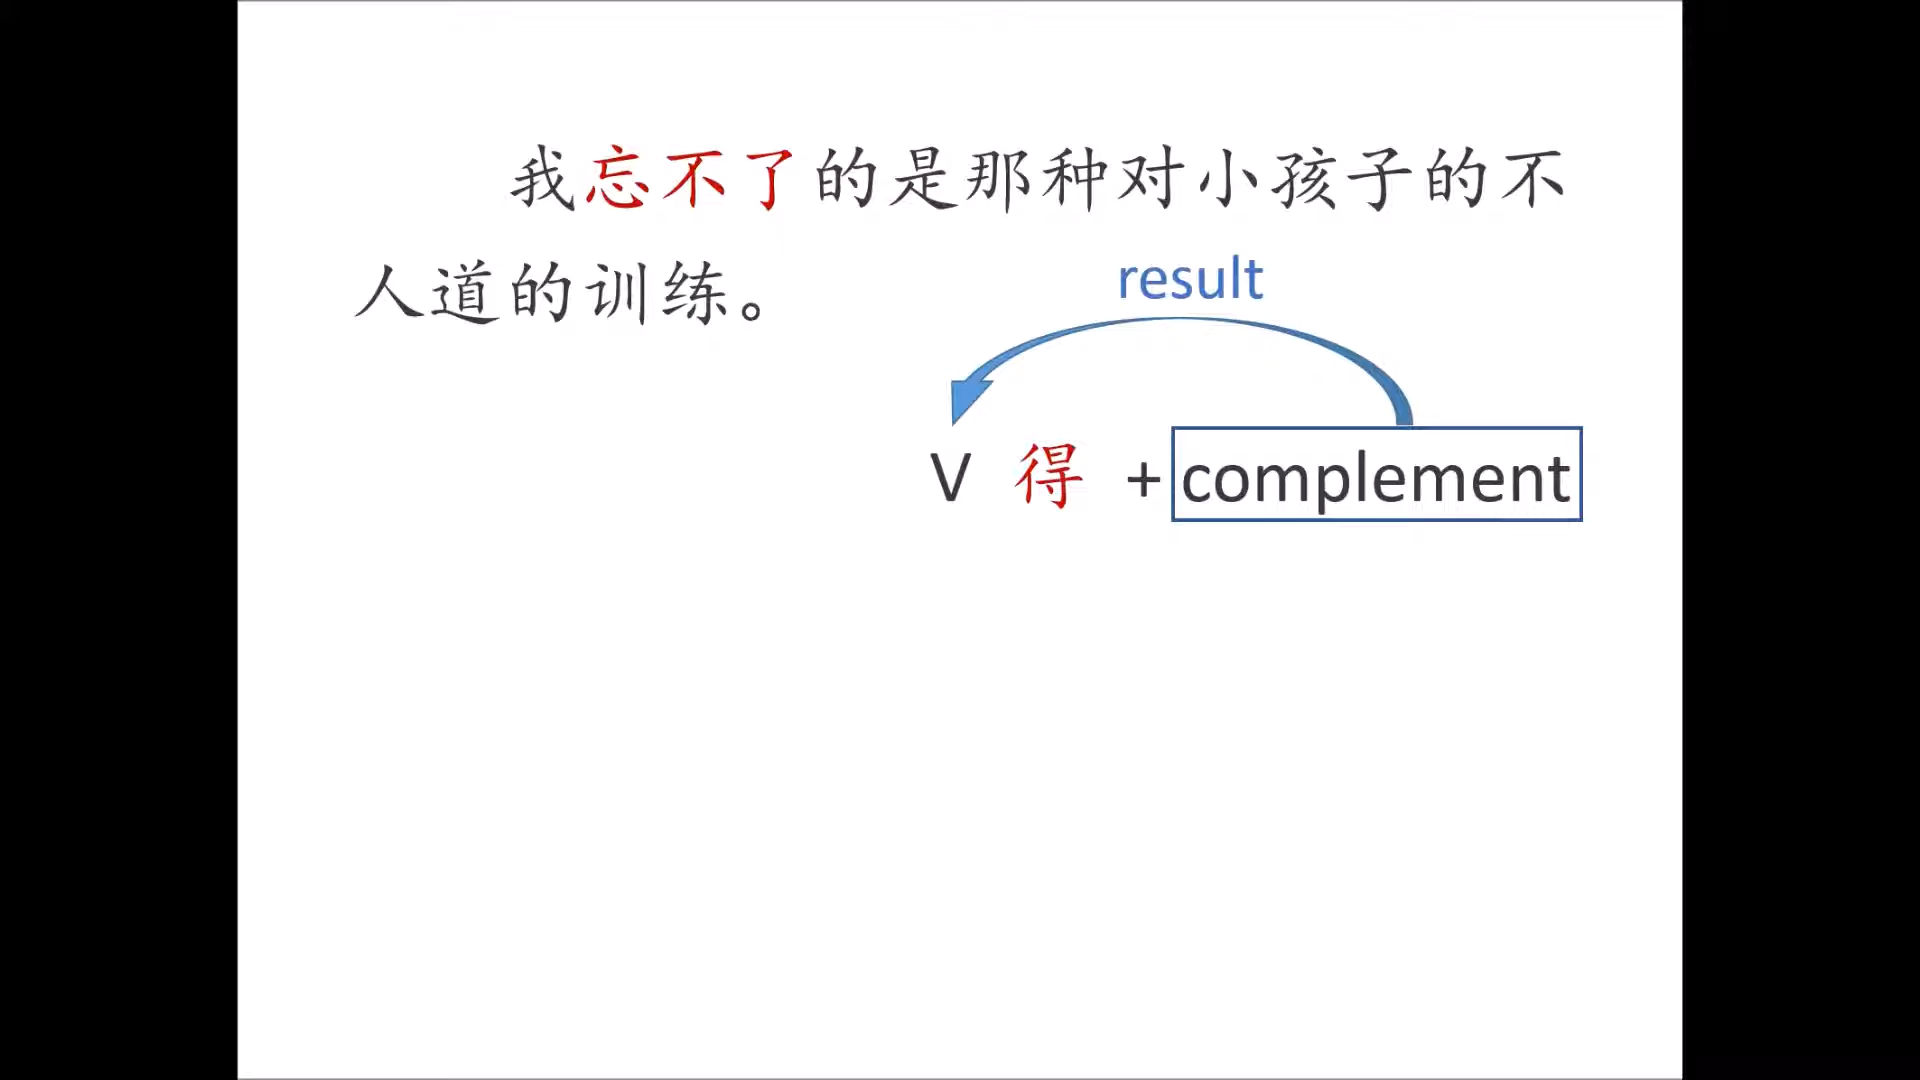 我忘不了的是那种对小孩子的不
人道的训练。
result
V 得 + complement